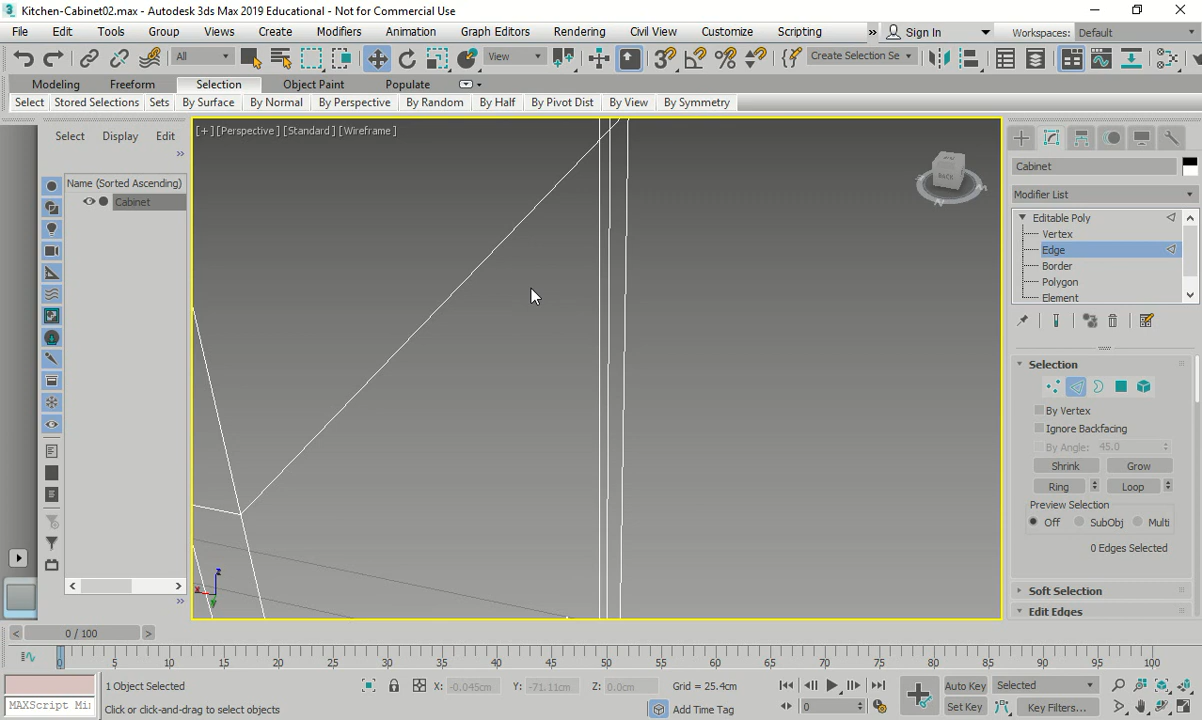 Kitchen-Cabinet02.max - Autodesk 3ds Max 2019 Educational - Not for Commercial Use
File Edit Tools Group Views Create Modifiers Animation Graph Editors Rendering Civil View Customize Scripting » Sign In Workspaces: Default
All View Create Selection Se
Modeling Freeform Selection Object Paint Populate
Select Stored Selections Sets By Surface By Normal By Perspective By Random By Half By Pivot Dist By View By Symmetry
Select Display Edit
Name (Sorted Ascending)
Cabinet
[+] [Perspective] [Standard] [Wireframe]
BACK
Cabinet
Modifier List
Editable Poly
Vertex
Edge
Border
Polygon
Element
Selection
By Vertex
Ignore Backfacing
By Angle: 45.0
Shrink Grow
Ring Loop
Preview Selection
Off SubObj Multi
0 Edges Selected
Soft Selection
Edit Edges
x z y
< 0 / 100 >
0 5 10 15 20 25 30 35 40 45 50 55 60 65 70 75 80 85 90 95 100
1 Object Selected X: -0.045cm Y: -71.11cm Z: 0.0cm Grid = 25.4cm Auto Key Selected
MAXScript Mi Click or click-and-drag to select objects Add Time Tag 0 Set Key Key Filters...